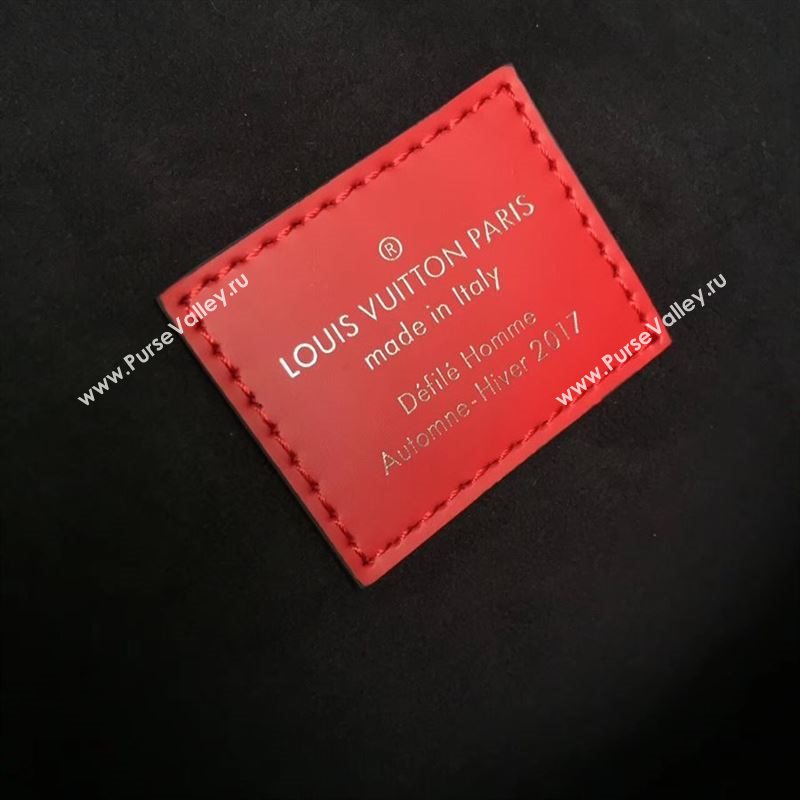 ®
LOUIS VUITTON PARIS
made in Italy
Défilé Homme
Automne-Hiver 2017
www.PurseValley.ru
www.PurseValley.ru